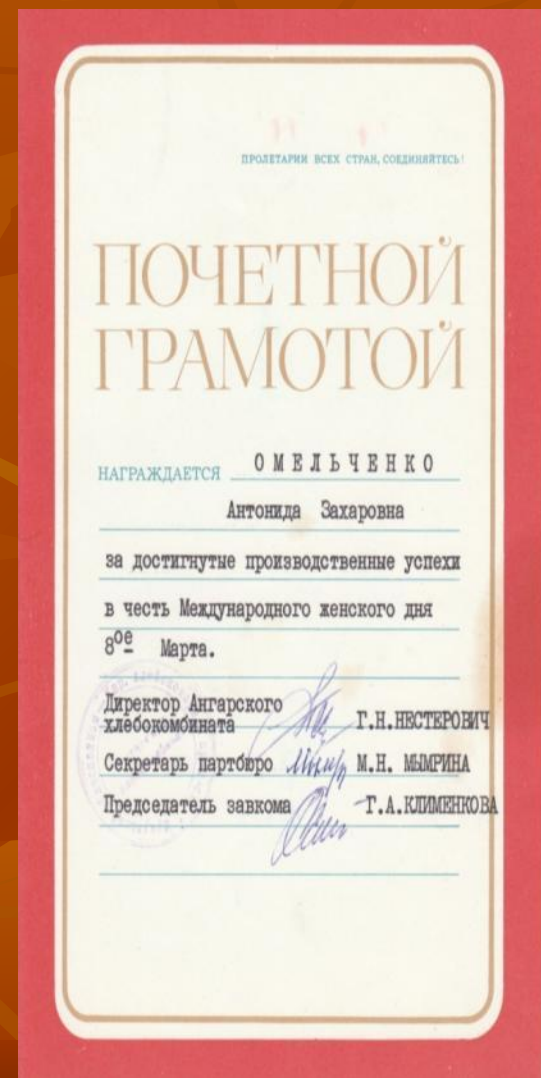 ПРОЛЕТАРИИ ВСЕХ СТРАН, СОЕДИНЯЙТЕСЬ!
ПОЧЕТНОЙ
ГРАМОТОЙ
НАГРАЖДАЕТСЯ ОМЕЛЬЧЕНКО
Антонида Захаровна
за достигнутые производственные успехи
в честь Международного женского дня
8ое Марта.
Директор Ангарского
хлебокомбината Г.Н.НЕСТЕРОВИЧ
Секретарь партбюро М.Н. МЫМРИНА
Председатель завкома Г.А.КЛИМЕНКОВА